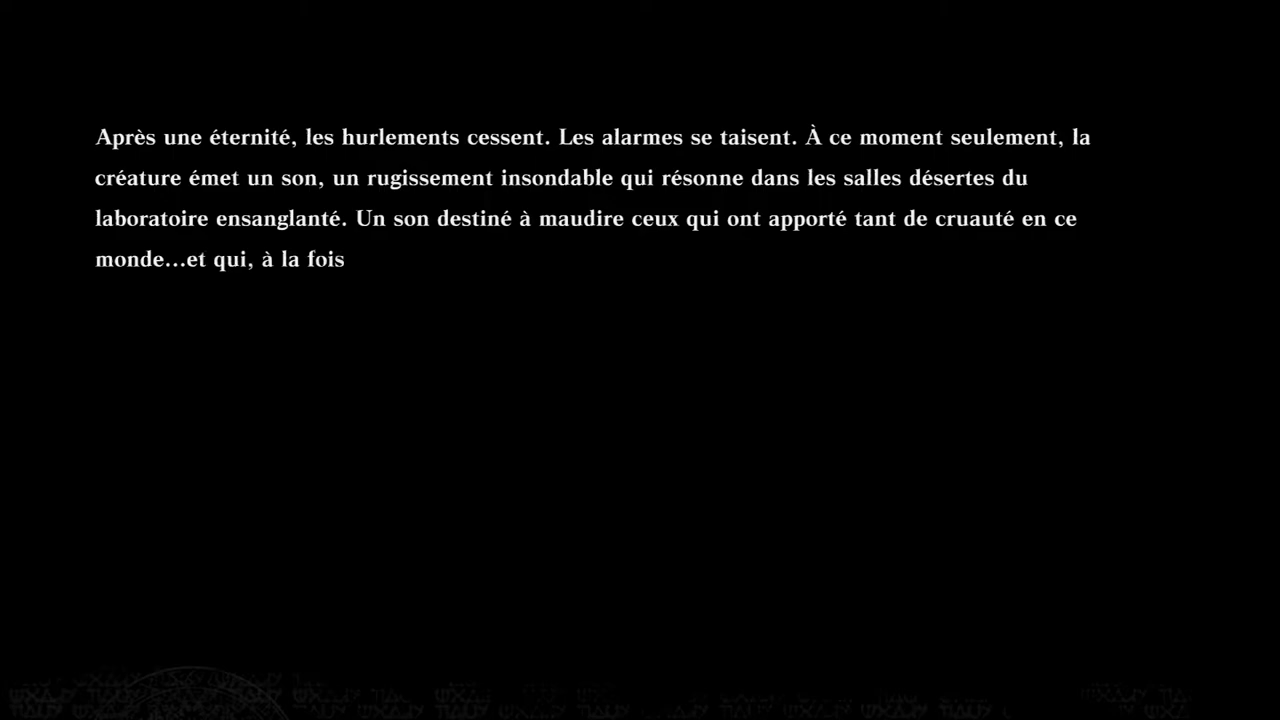 Après une éternité, les hurlements cessent. Les alarmes se taisent. À ce moment seulement, la
créature émet un son, un rugissement insondable qui résonne dans les salles désertes du
laboratoire ensanglanté. Un son destiné à maudire ceux qui ont apporté tant de cruauté en ce
monde...et qui, à la fois